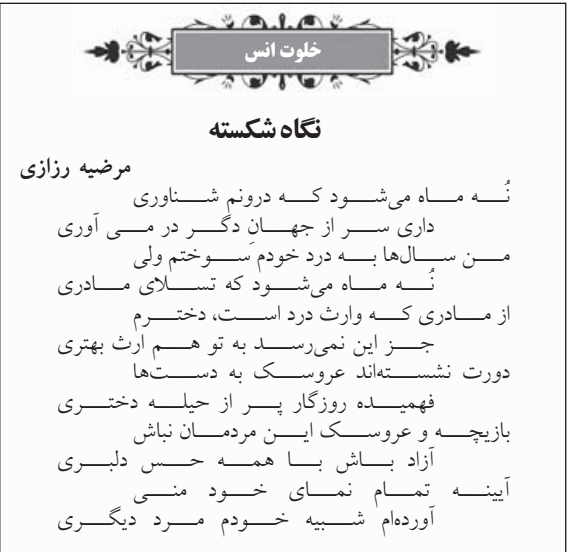 خلوت انس
نگاه شکسته
مرضیه رزازی
نُه ماه می‌شود که درونم شناوری
داری سر از جهانِ دگر در می آوری
من سال‌ها به درد خودم سوختم ولی
نُه ماه می‌شود که تسلای مادری
از مادری که وارث درد است، دخترم
جز این نمی‌رسد به تو هم ارث بهتری
دورت نشسته‌اند عروسک به دست‌ها
فهمیده روزگار پر از حیله دختری
بازیچه و عروسک این مردمان نباش
آزاد باش با همه حس دلبری
آیینه تمام نمای خود منی
آورده‌ام شبیه خودم مرد دیگری